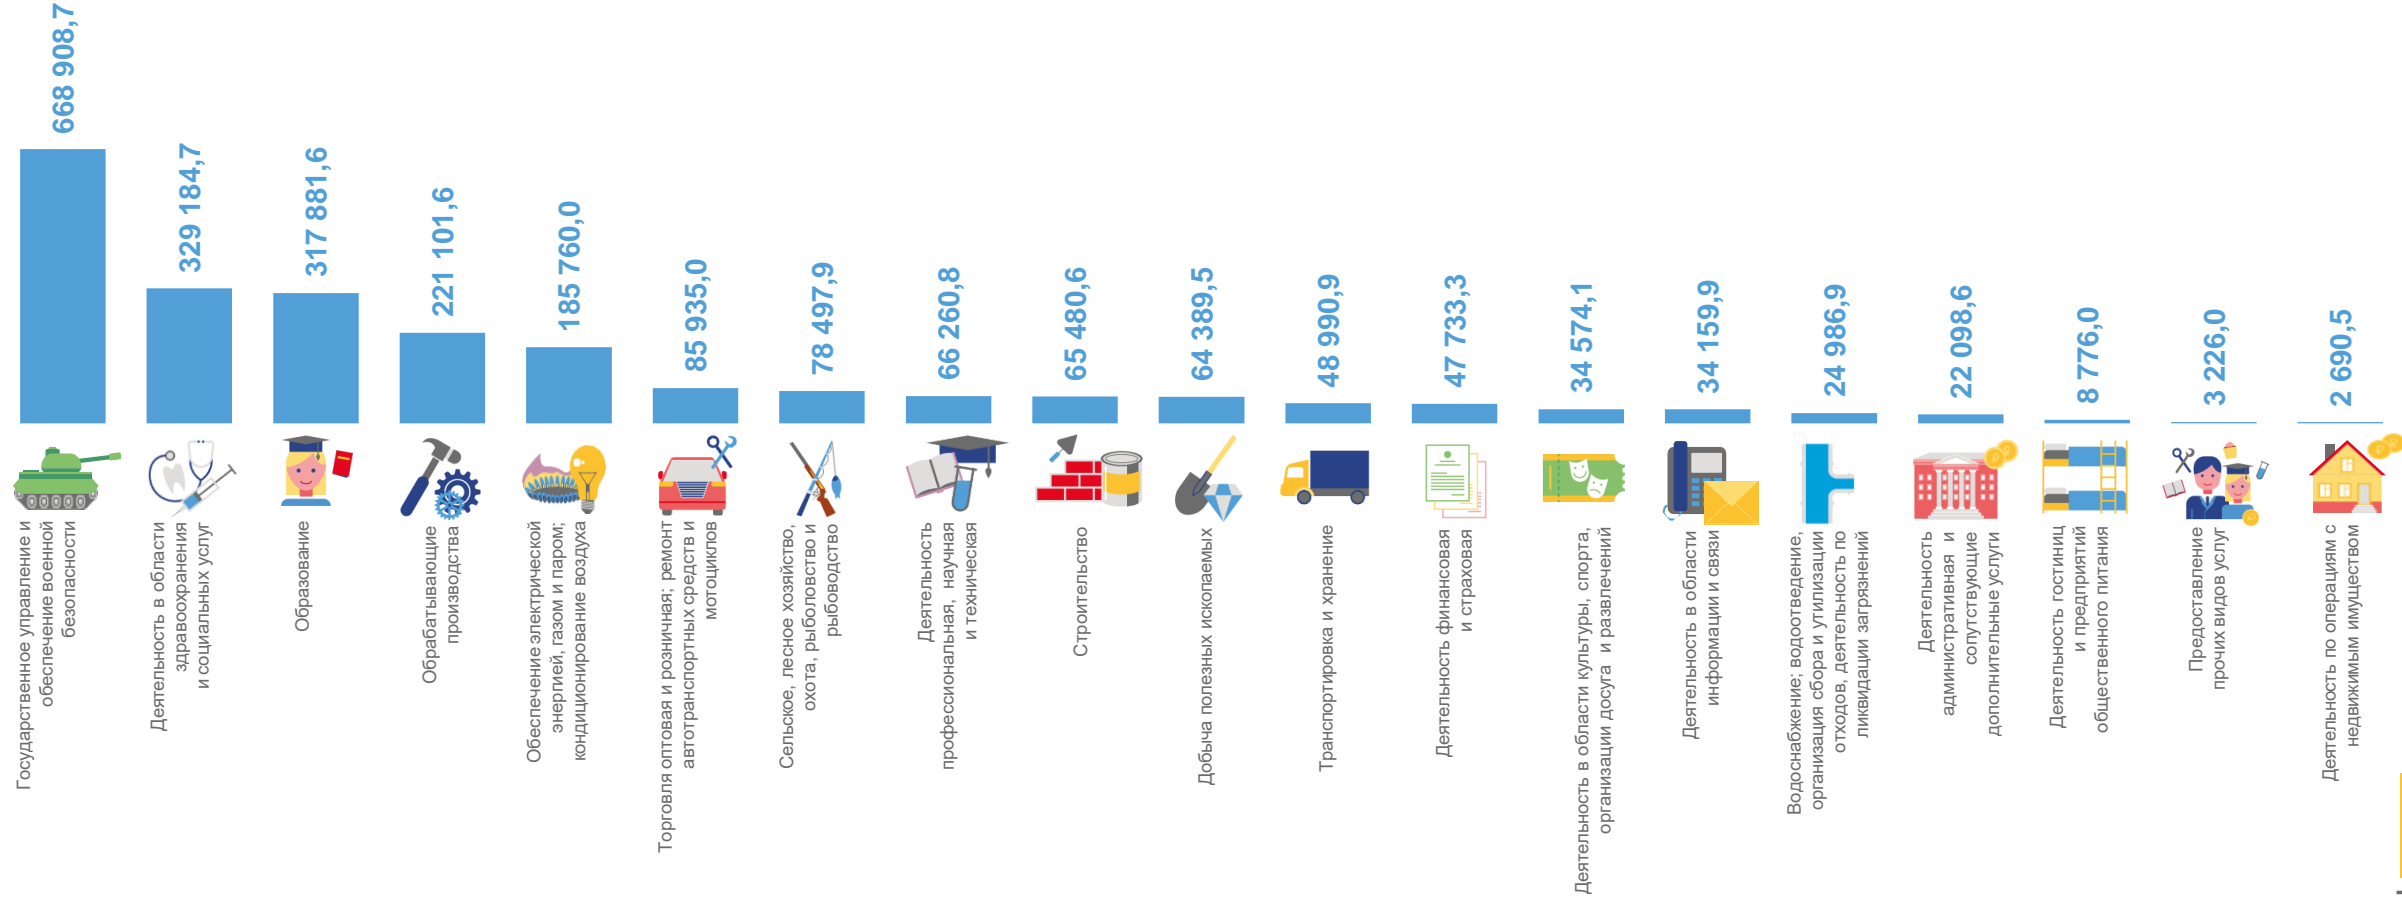 668 908,7
329 184,7
317 881,6
221 101,6
185 760,0
85 935,0
78 497,9
66 260,8
65 480,6
64 389,5
48 990,9
47 733,3
34 574,1
34 159,9
24 986,9
22 098,6
8 776,0
3 226,0
2 690,5
Государственное управление и
обеспечение военной
безопасности
Деятельность в области
здравоохранения
и социальных услуг
Образование
Обрабатывающие
производства
Обеспечение электрической
энергией, газом и паром;
кондиционирование воздуха
Торговля оптовая и розничная; ремонт
автотранспортных средств и
мотоциклов
Сельское, лесное хозяйство,
охота, рыболовство и
рыбоводство
Деятельность
профессиональная, научная
и техническая
Строительство
Добыча полезных ископаемых
Транспортировка и хранение
Деятельность финансовая
и страховая
Деятельность в области культуры, спорта,
организации досуга и развлечений
Деятельность в области
информации и связи
Водоснабжение; водоотведение,
организация сбора и утилизации
отходов, деятельность по
ликвидации загрязнений
Деятельность
административная и
сопутствующие
дополнительные услуги
Деятельность гостиниц
и предприятий
общественного питания
Предоставление
прочих видов услуг
Деятельность по операциям с
недвижимым имуществом